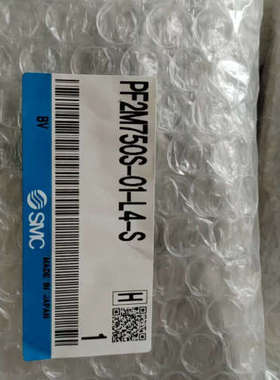 PF2M750S-01-L4-S
H
1
BV
SMC
MADE IN JAPAN